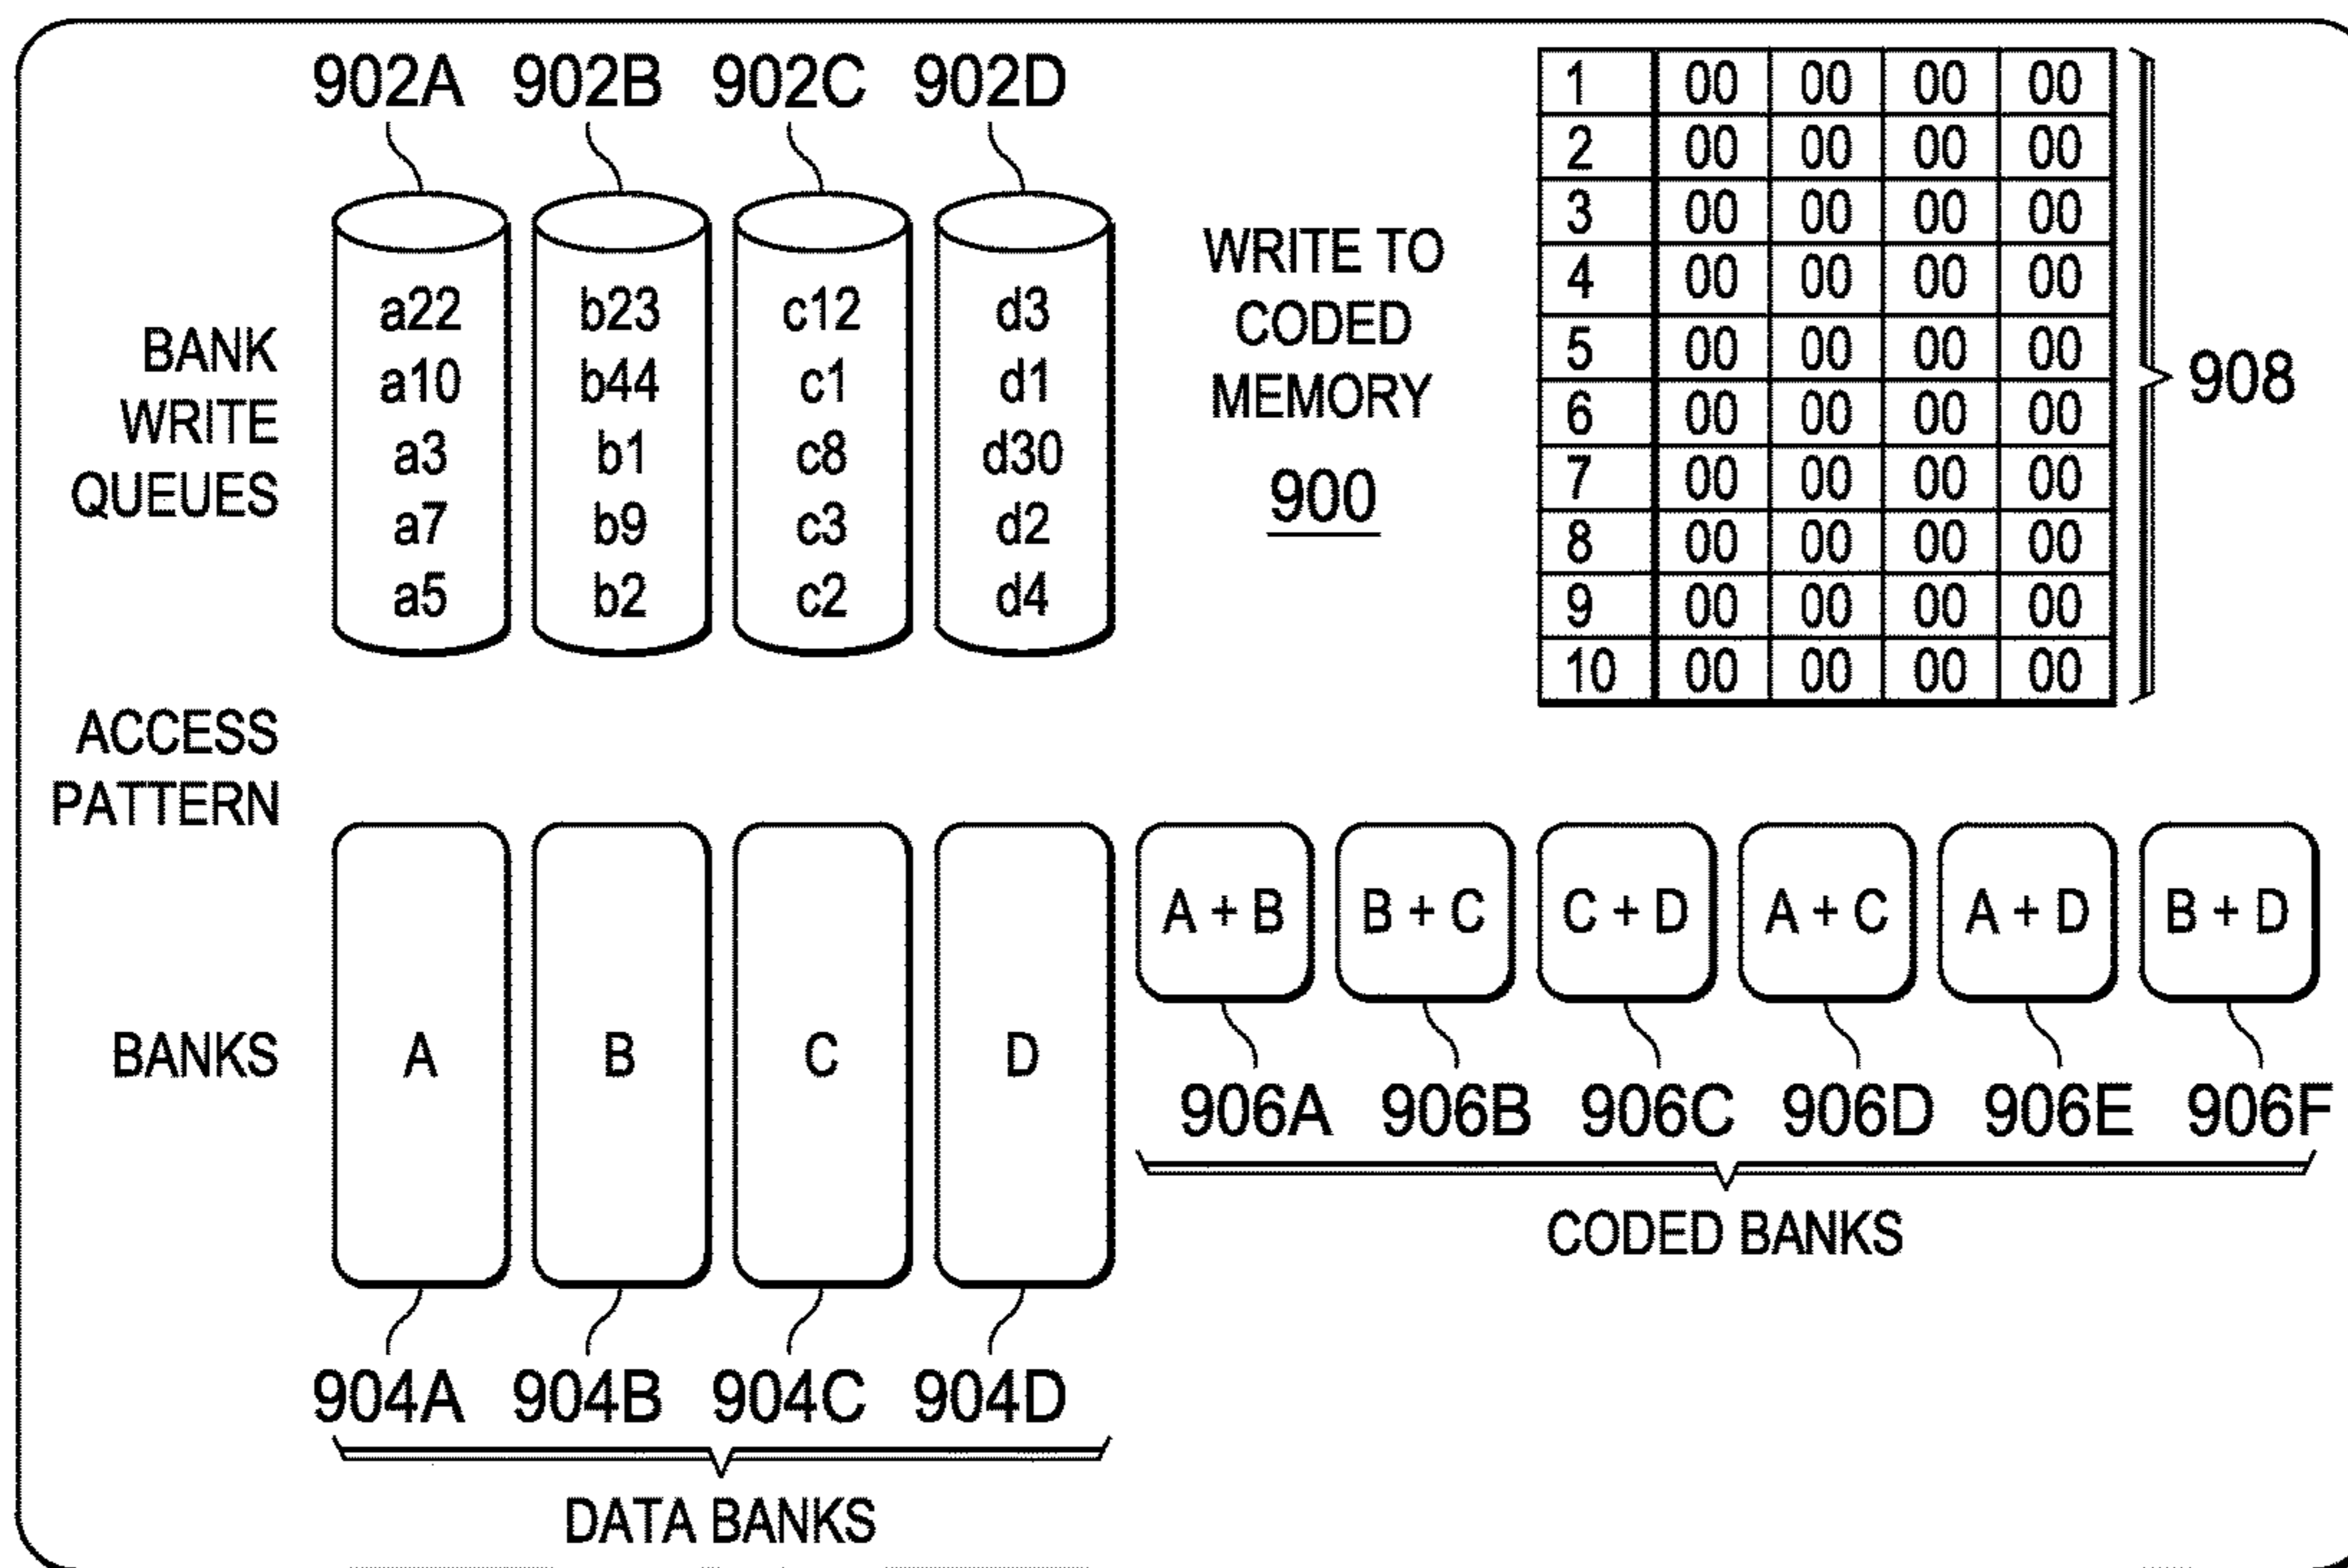 902A 902B 902C 902D
BANK
WRITE
QUEUES
a22 b23 c12 d3
a10 b44 c1 d1
a3 b1 c8 d30
a7 b9 c3 d2
a5 b2 c2 d4
WRITE TO
CODED
MEMORY
900
1 00 00 00 00
2 00 00 00 00
3 00 00 00 00
4 00 00 00 00
5 00 00 00 00
6 00 00 00 00
7 00 00 00 00
8 00 00 00 00
9 00 00 00 00
10 00 00 00 00
908
ACCESS
PATTERN
BANKS
A B C D
A + B B + C C + D A + C A + D B + D
906A 906B 906C 906D 906E 906F
CODED BANKS
904A 904B 904C 904D
DATA BANKS